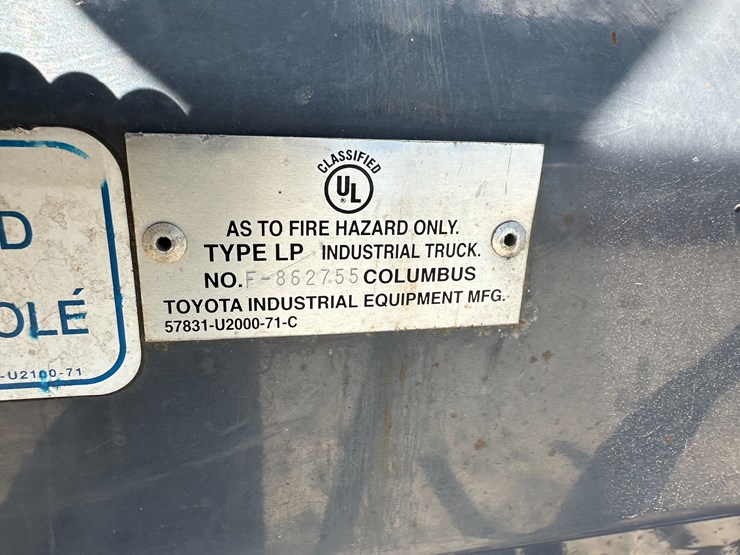 D
OLÉ
-U2100-71
CLASSIFIED
UL
®
AS TO FIRE HAZARD ONLY.
TYPE LP INDUSTRIAL TRUCK.
NO. F-862755 COLUMBUS
TOYOTA INDUSTRIAL EQUIPMENT MFG.
57831-U2000-71-C